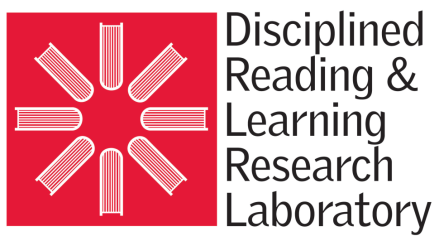 Disciplined
Reading &
Learning
Research
Laboratory